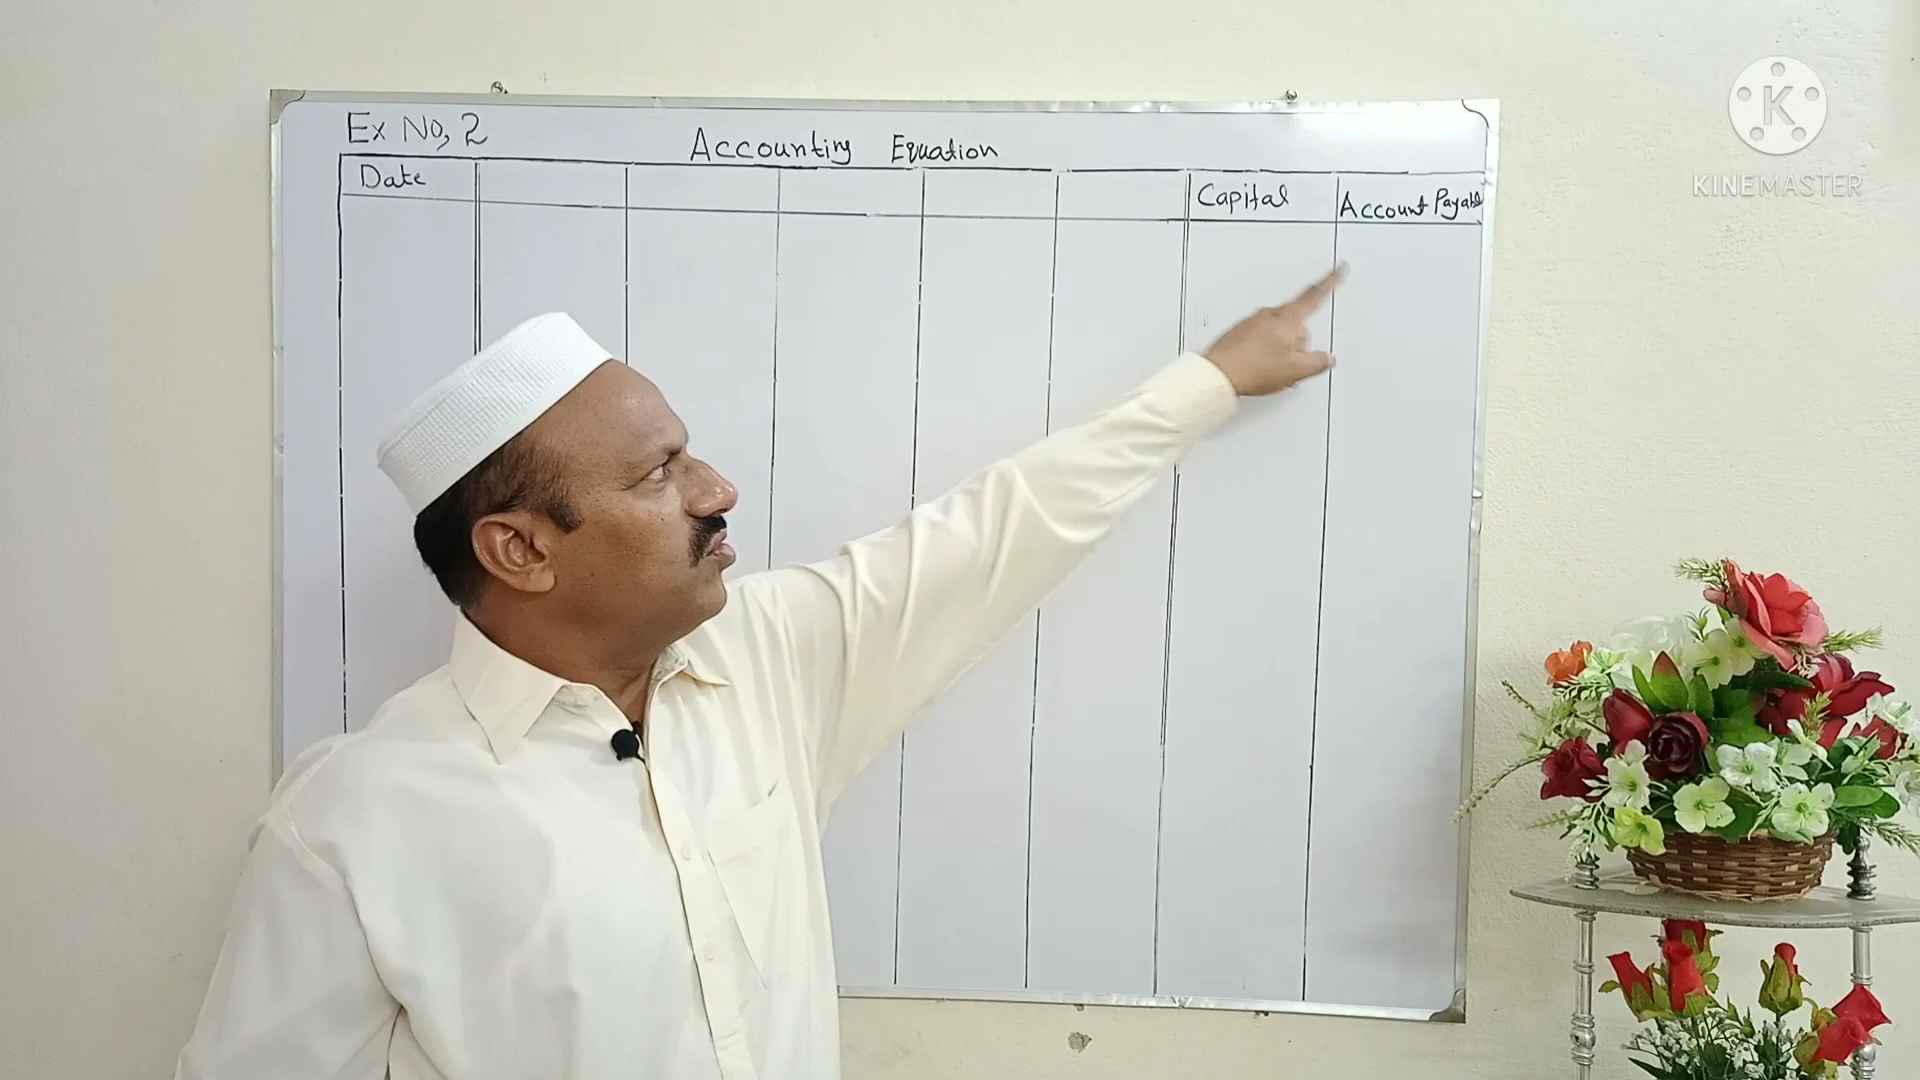 Ex No, 2
Accounting Equation
Date
Capital
Account Payable
K
KINEMASTER